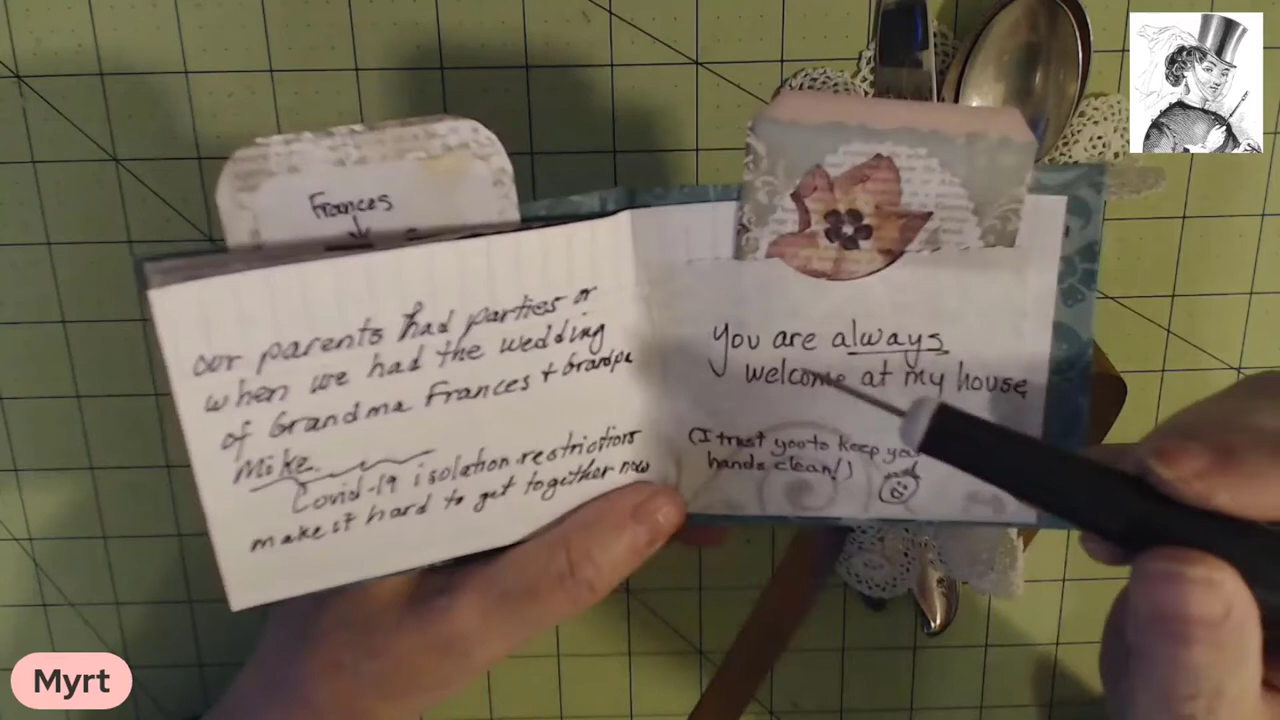 Frances
our parents had parties or
when we had the wedding
of Grandma Frances + Grandpa
Mike.
Covid-19 isolation restrictions
make it hard to get together now
You are always
welcome at my house
(I trust you to keep your
hands clean!)
Myrt